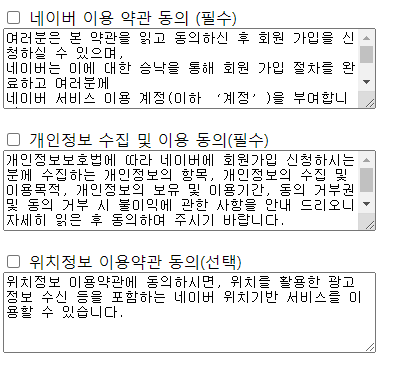 네이버 이용 약관 동의 (필수)
여러분은 본 약관을 읽고 동의하신 후 회원 가입을 신
청하실 수 있으며,
네이버는 이에 대한 승낙을 통해 회원 가입 절차를 완
료하고 여러분께
네이버 서비스 이용 계정(이하 ‘계정’)을 부여합니
개인정보 수집 및 이용 동의(필수)
개인정보보호법에 따라 네이버에 회원가입 신청하시는
분께 수집하는 개인정보의 항목, 개인정보의 수집 및
이용목적, 개인정보의 보유 및 이용기간, 동의 거부권
및 동의 거부 시 불이익에 관한 사항을 안내 드리오니
자세히 읽은 후 동의하여 주시기 바랍니다.
위치정보 이용약관 동의(선택)
위치정보 이용약관에 동의하시면, 위치를 활용한 광고
정보 수신 등을 포함하는 네이버 위치기반 서비스를 이
용할 수 있습니다.